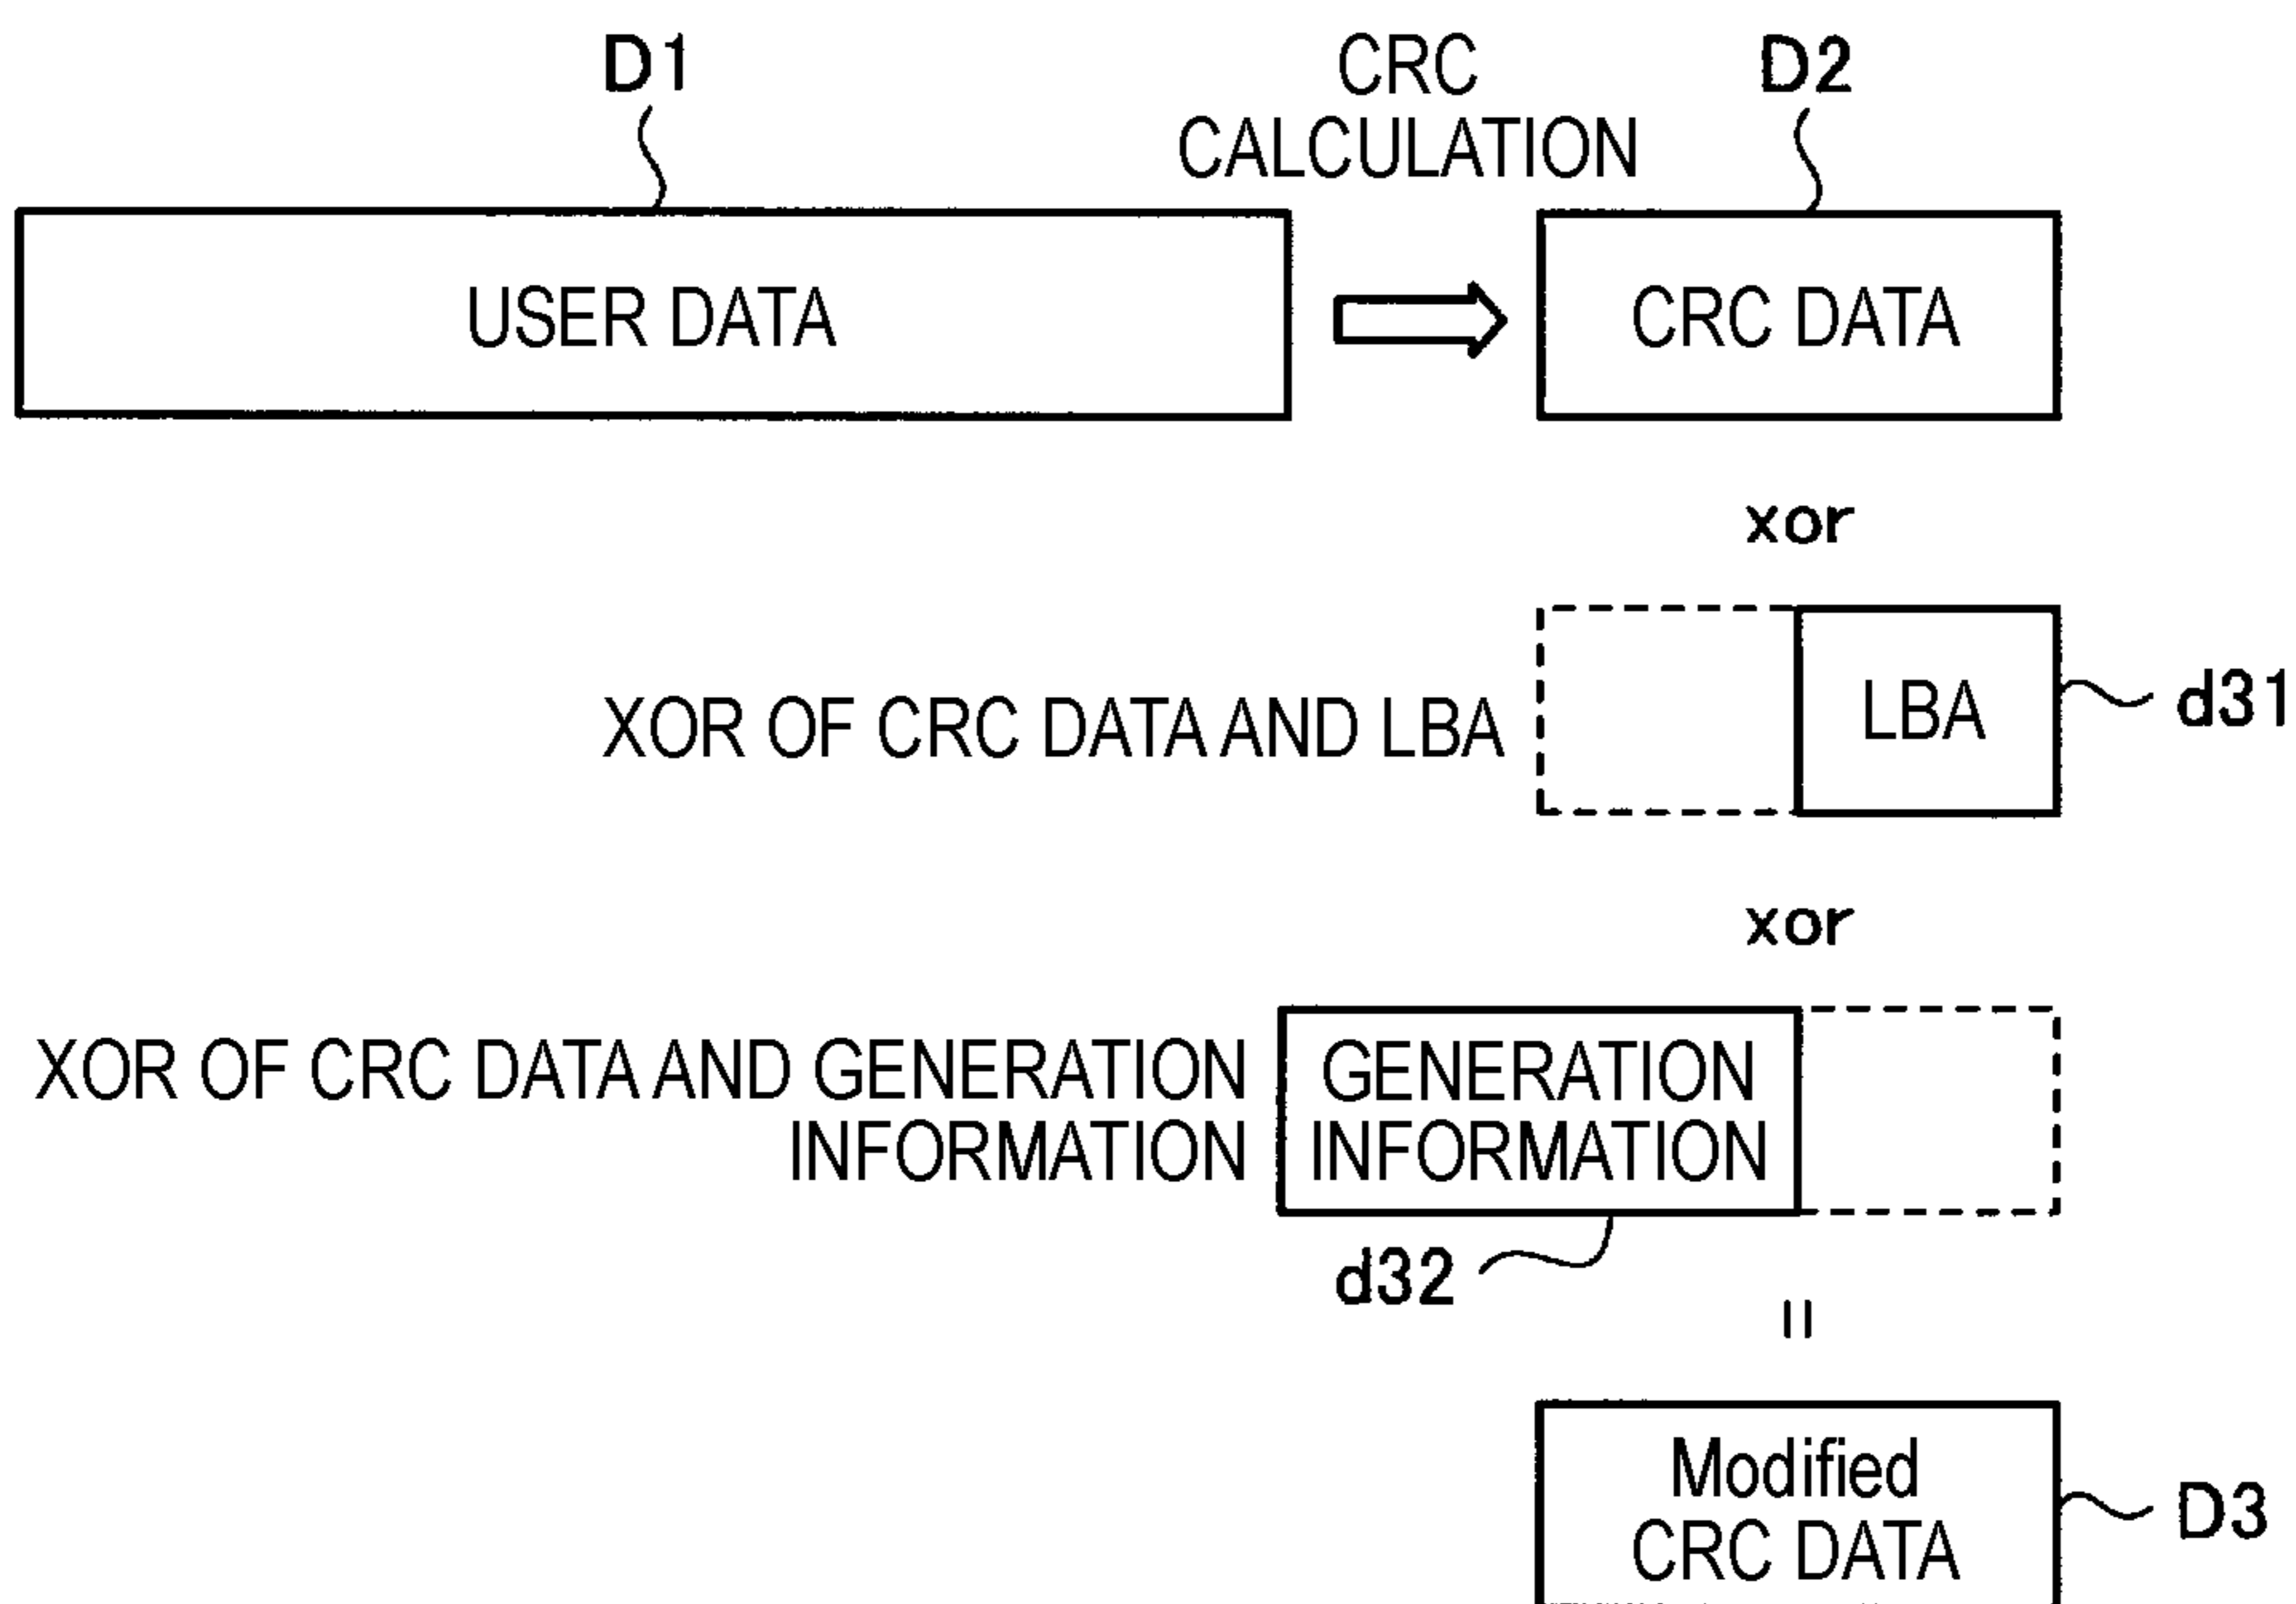 D1
CRC
CALCULATION
D2
USER DATA
CRC DATA
xor
XOR OF CRC DATA AND LBA
LBA
d31
xor
XOR OF CRC DATA AND GENERATION
INFORMATION
GENERATION
INFORMATION
d32
=
Modified
CRC DATA
D3